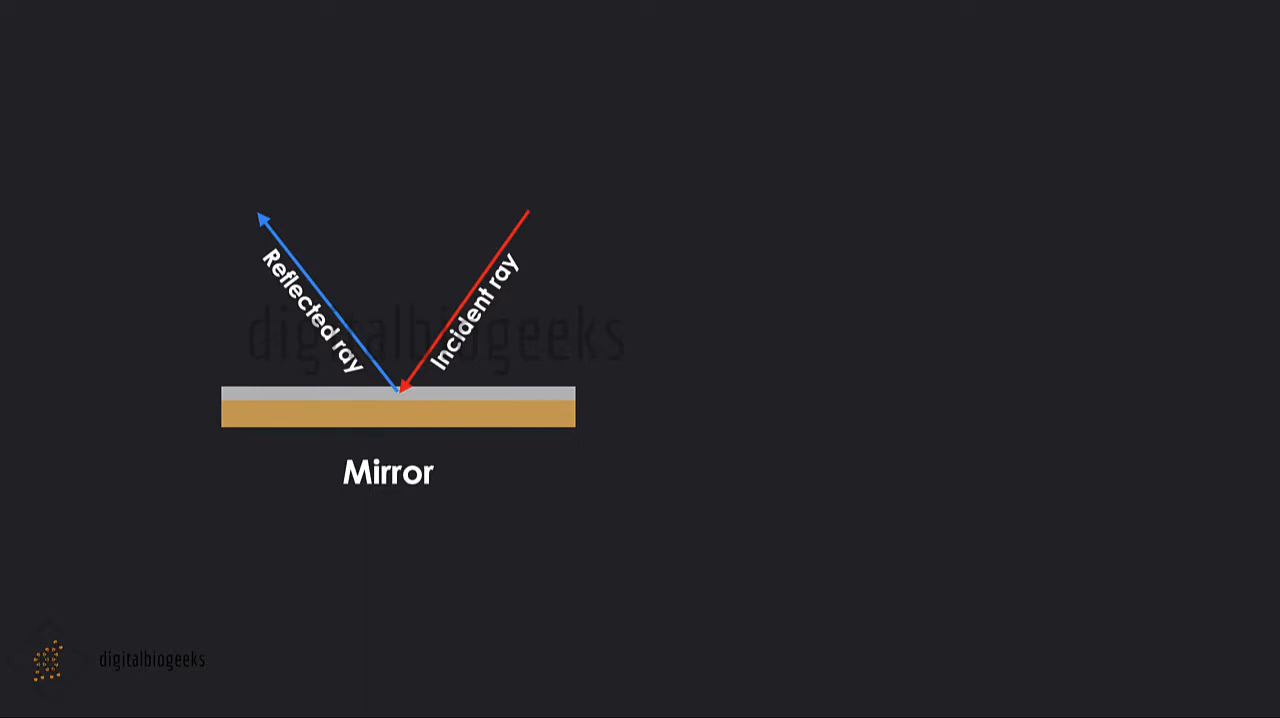 Reflected ray
Incident ray
digitalbiogeeks
Mirror
digitalbiogeeks